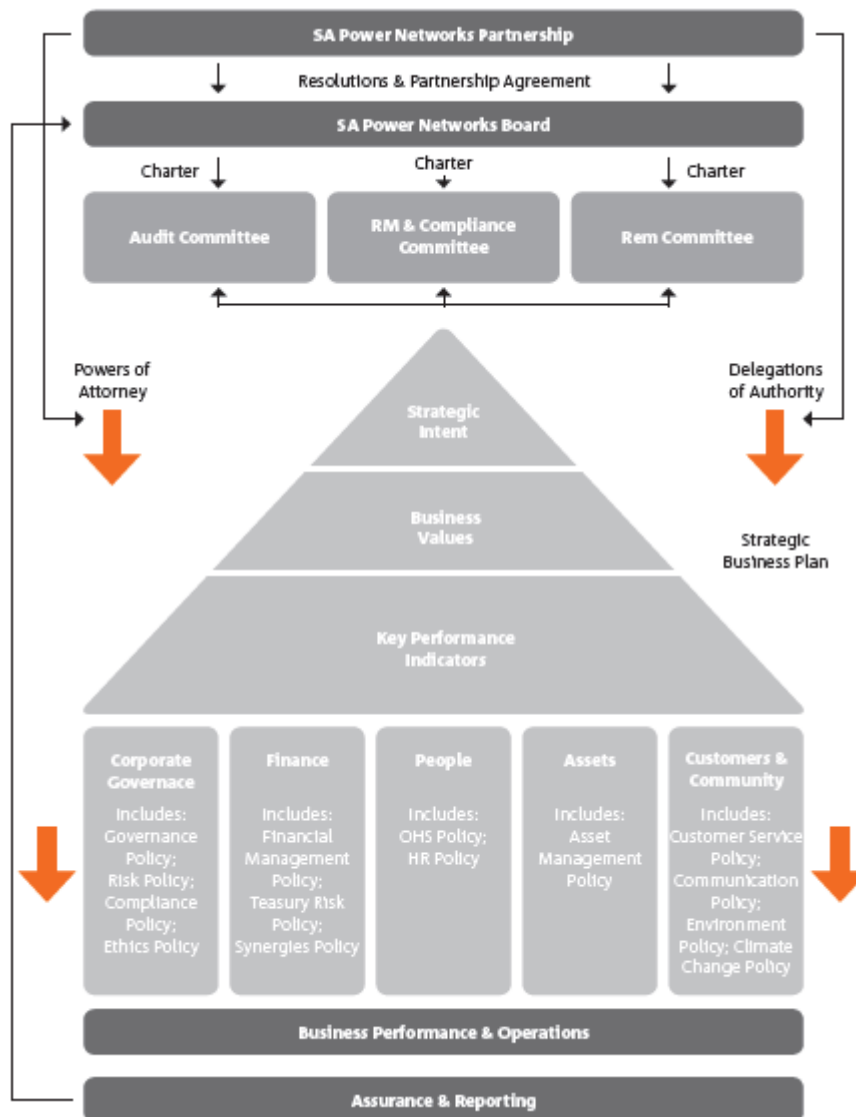 SA Power Networks Partnership
Resolutions & Partnership Agreement
SA Power Networks Board
Charter
Charter
Charter
Audit Committee
RM & Compliance
Committee
Rem Committee
Powers of
Attorney
Delegations
of Authority
Strategic
Intent
Business
Values
Strategic
Business Plan
Key Performance
Indicators
Corporate
Governace
Includes:
Governance
Policy;
Risk Policy;
Compliance
Policy;
Ethics Policy
Finance
Includes:
Financial
Management
Policy;
Teasury Risk
Policy;
Synergies Policy
People
Includes:
OHS Policy;
HR Policy
Assets
Includes:
Asset
Management
Policy
Customers &
Community
Includes:
Customer Service
Policy;
Communication
Policy;
Environment
Policy; Climate
Change Policy
Business Performance & Operations
Assurance & Reporting